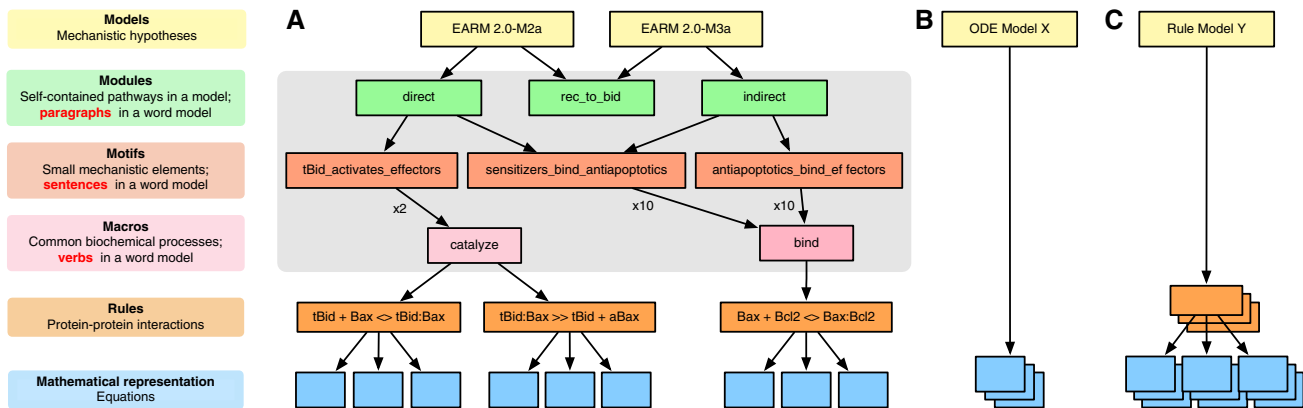 Models
Mechanistic hypotheses
Modules
Self-contained pathways in a model;
paragraphs in a word model
Motifs
Small mechanistic elements;
sentences in a word model
Macros
Common biochemical processes;
verbs in a word model
Rules
Protein-protein interactions
Mathematical representation
Equations
A
EARM 2.0-M2a
EARM 2.0-M3a
direct
rec_to_bid
indirect
tBid_activates_effectors
sensitizers_bind_antiapoptotics
antiapoptotics_bind_ef fectors
x2
x10
x10
catalyze
bind
tBid + Bax <> tBid:Bax
tBid:Bax >> tBid + aBax
Bax + Bcl2 <> Bax:Bcl2
B
ODE Model X
C
Rule Model Y